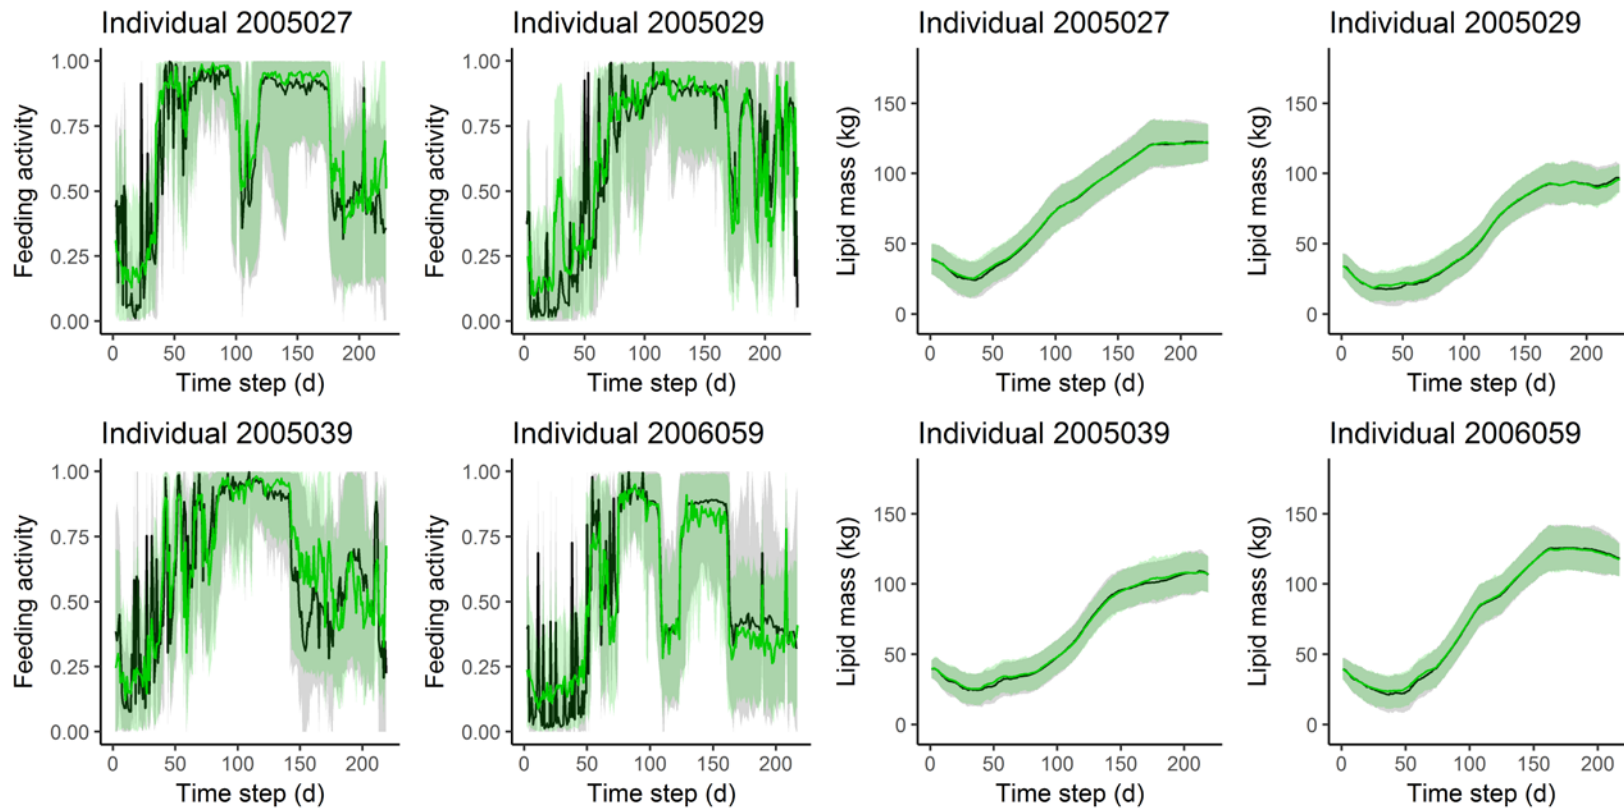 Individual 2005027
Individual 2005029
Individual 2005027
Individual 2005029
Feeding activity
1.00
0.75
0.50
0.25
0.00
0 50 100 150 200
Time step (d)
Feeding activity
1.00
0.75
0.50
0.25
0.00
0 50 100 150 200
Time step (d)
Lipid mass (kg)
150
100
50
0
0 50 100 150 200
Time step (d)
Lipid mass (kg)
150
100
50
0
0 50 100 150 200
Time step (d)
Individual 2005039
Individual 2006059
Individual 2005039
Individual 2006059
Feeding activity
1.00
0.75
0.50
0.25
0.00
0 50 100 150 200
Time step (d)
Feeding activity
1.00
0.75
0.50
0.25
0.00
0 50 100 150 200
Time step (d)
Lipid mass (kg)
150
100
50
0
0 50 100 150 200
Time step (d)
Lipid mass (kg)
150
100
50
0
0 50 100 150 200
Time step (d)